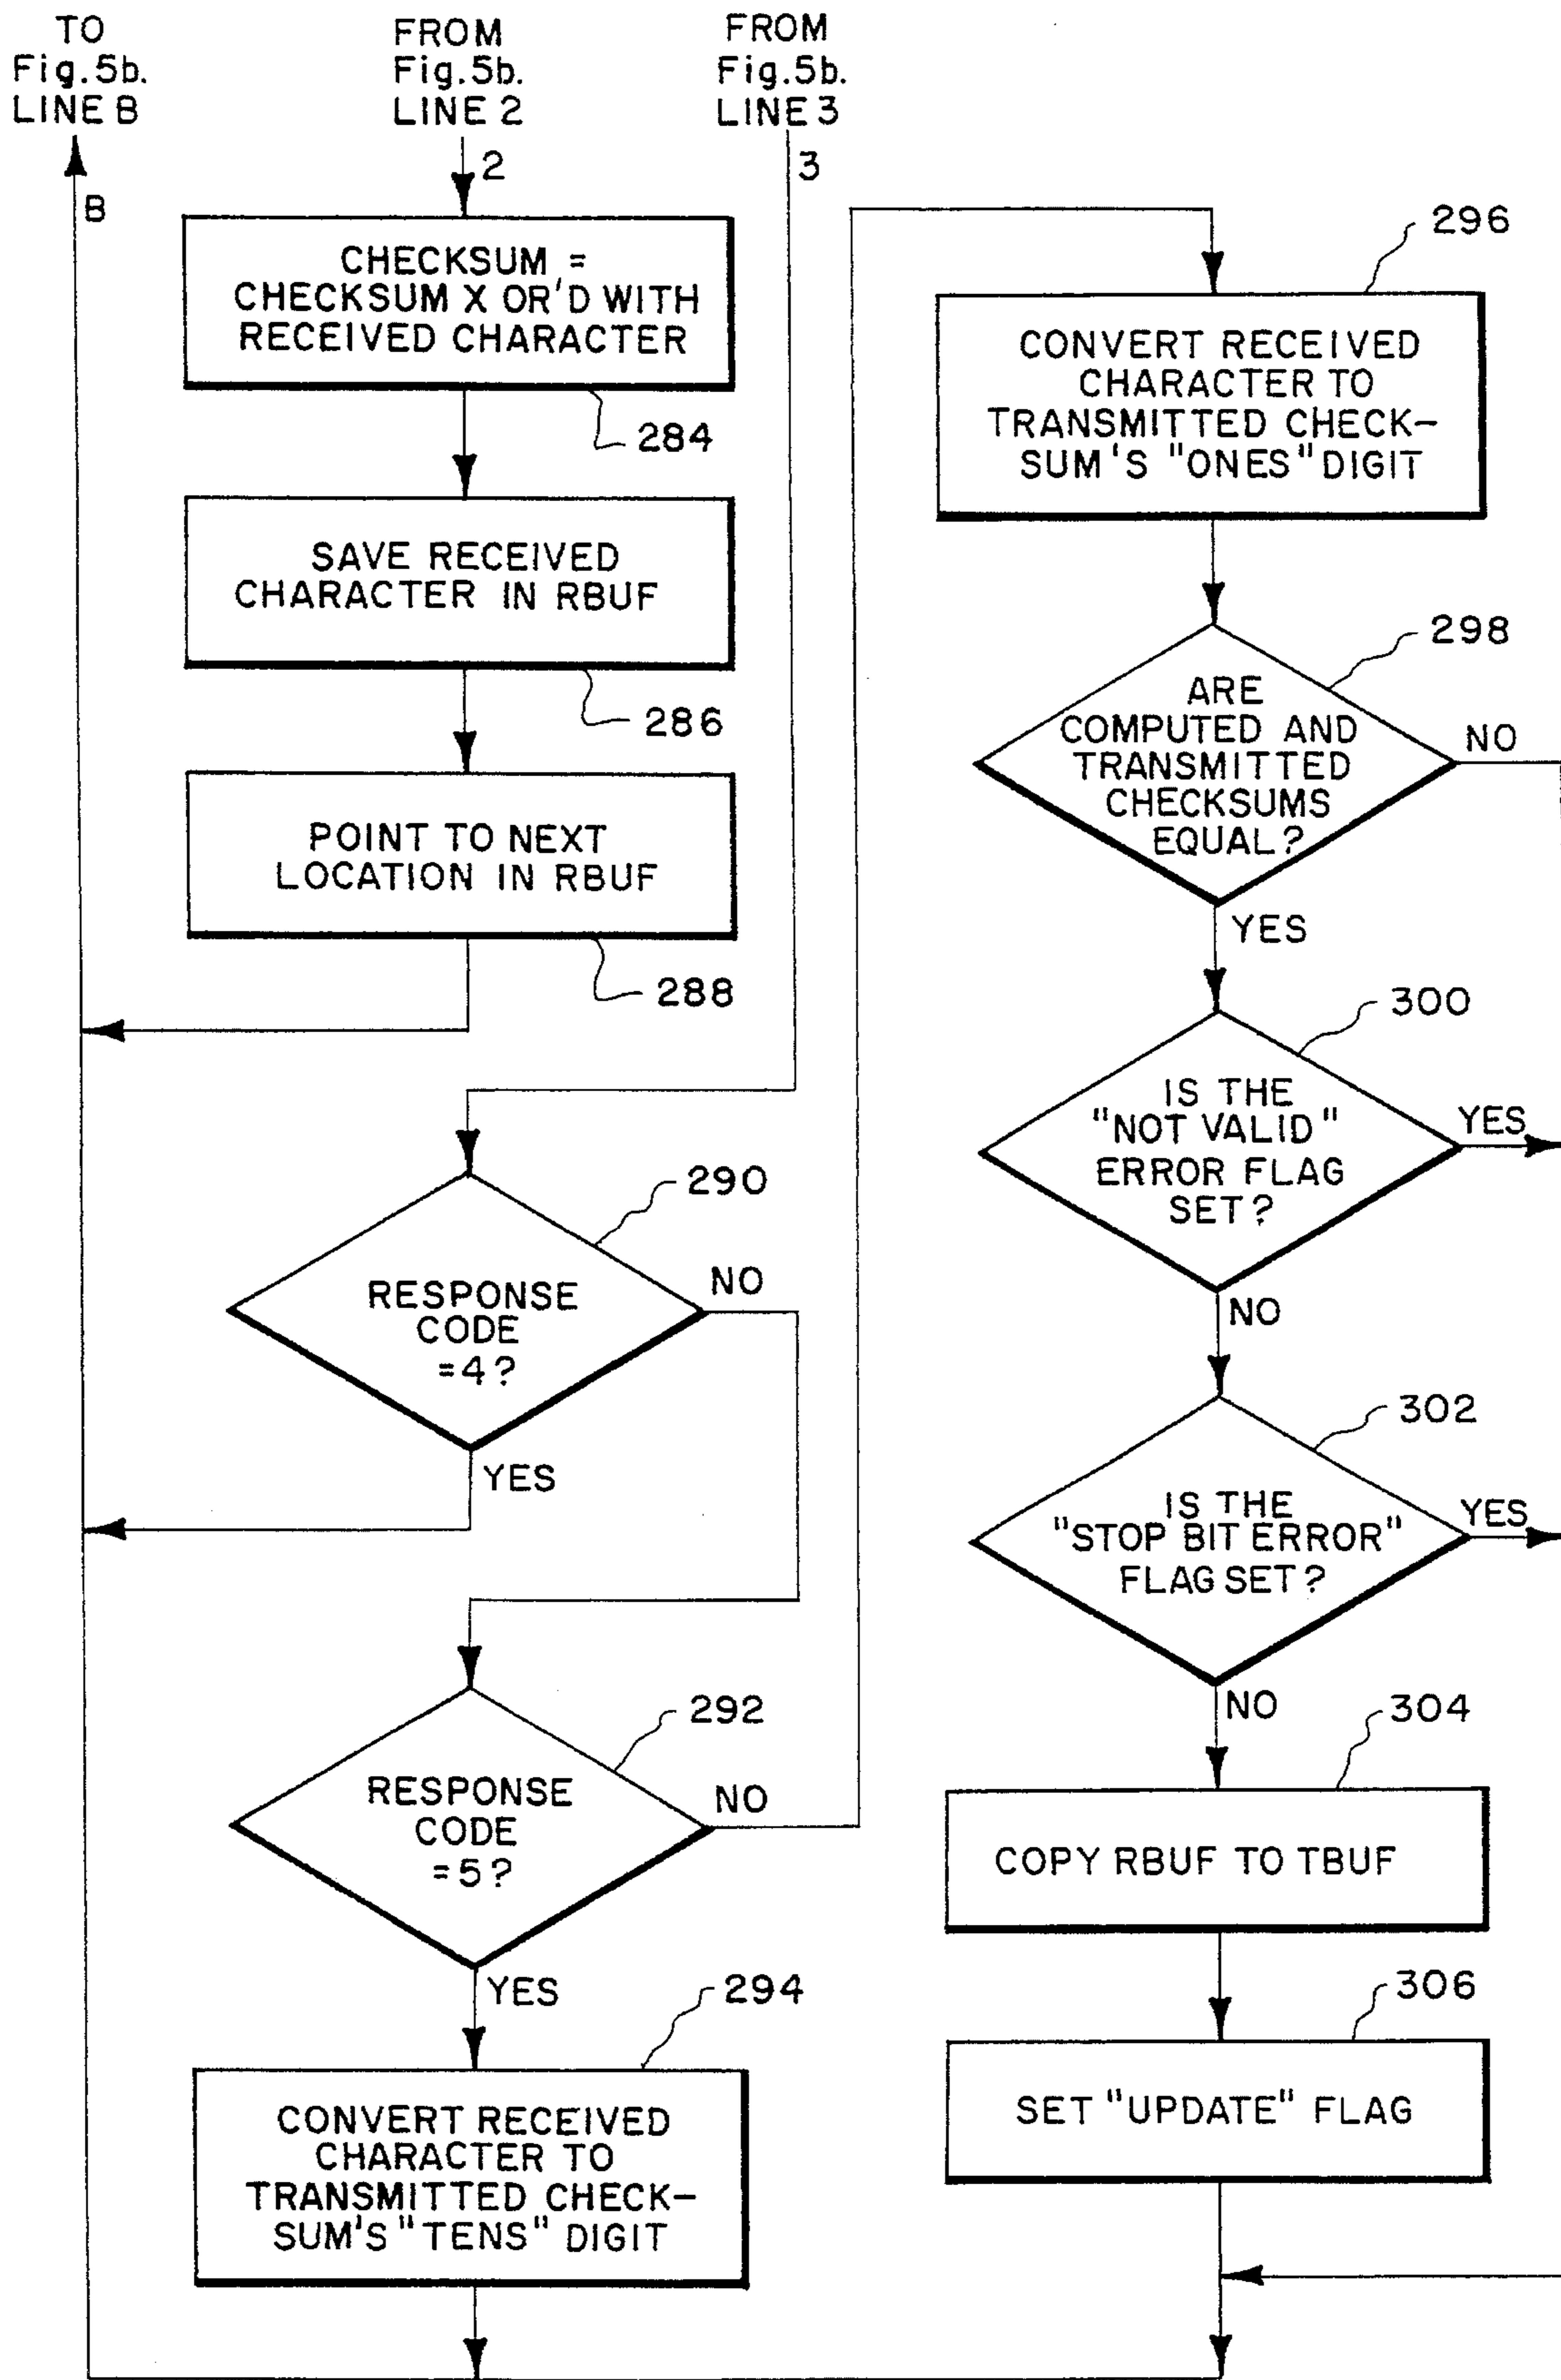 TO
Fig.5b.
LINE B
FROM
Fig.5b.
LINE 2
FROM
Fig.5b.
LINE 3
B
2
3
CHECKSUM =
CHECKSUM X OR'D WITH
RECEIVED CHARACTER
284
SAVE RECEIVED
CHARACTER IN RBUF
286
POINT TO NEXT
LOCATION IN RBUF
288
290
RESPONSE
CODE
=4?
NO
YES
292
RESPONSE
CODE
=5?
NO
YES
294
CONVERT RECEIVED
CHARACTER TO
TRANSMITTED CHECK-
SUM'S "TENS" DIGIT
296
CONVERT RECEIVED
CHARACTER TO
TRANSMITTED CHECK-
SUM'S "ONES" DIGIT
298
ARE
COMPUTED AND
TRANSMITTED
CHECKSUMS
EQUAL?
NO
YES
300
IS THE
"NOT VALID"
ERROR FLAG
SET?
YES
NO
302
IS THE
"STOP BIT ERROR"
FLAG SET?
YES
NO
304
COPY RBUF TO TBUF
306
SET "UPDATE" FLAG